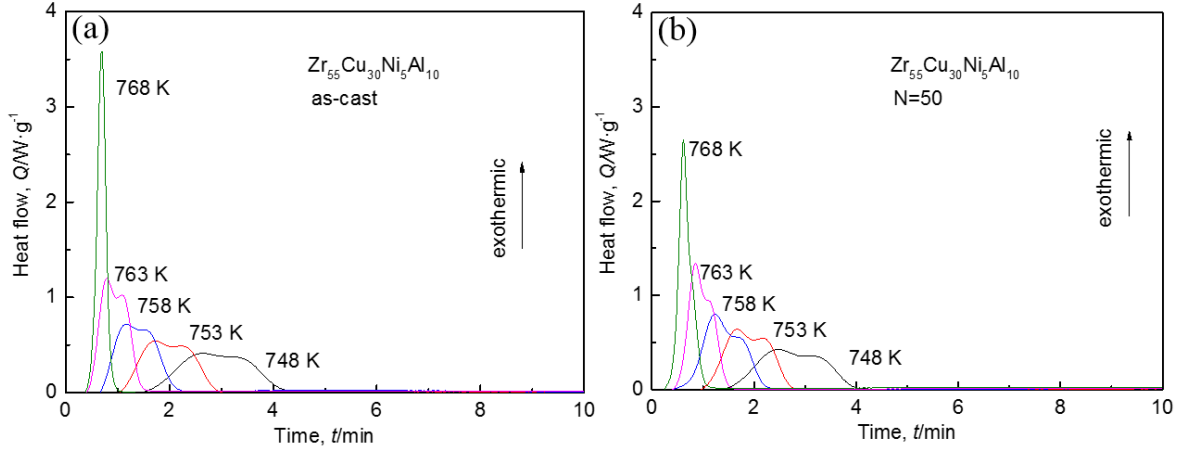 (a)
Zr₅₅Cu₃₀Ni₅Al₁₀
as-cast
768 K
763 K
758 K
753 K
748 K
exothermic
Heat flow, Q/W·g⁻¹
4
3
2
1
0
0 2 4 6 8 10
Time, t/min
(b)
Zr₅₅Cu₃₀Ni₅Al₁₀
N=50
768 K
763 K
758 K
753 K
748 K
exothermic
Heat flow, Q/W·g⁻¹
4
3
2
1
0
0 2 4 6 8 10
Time, t/min